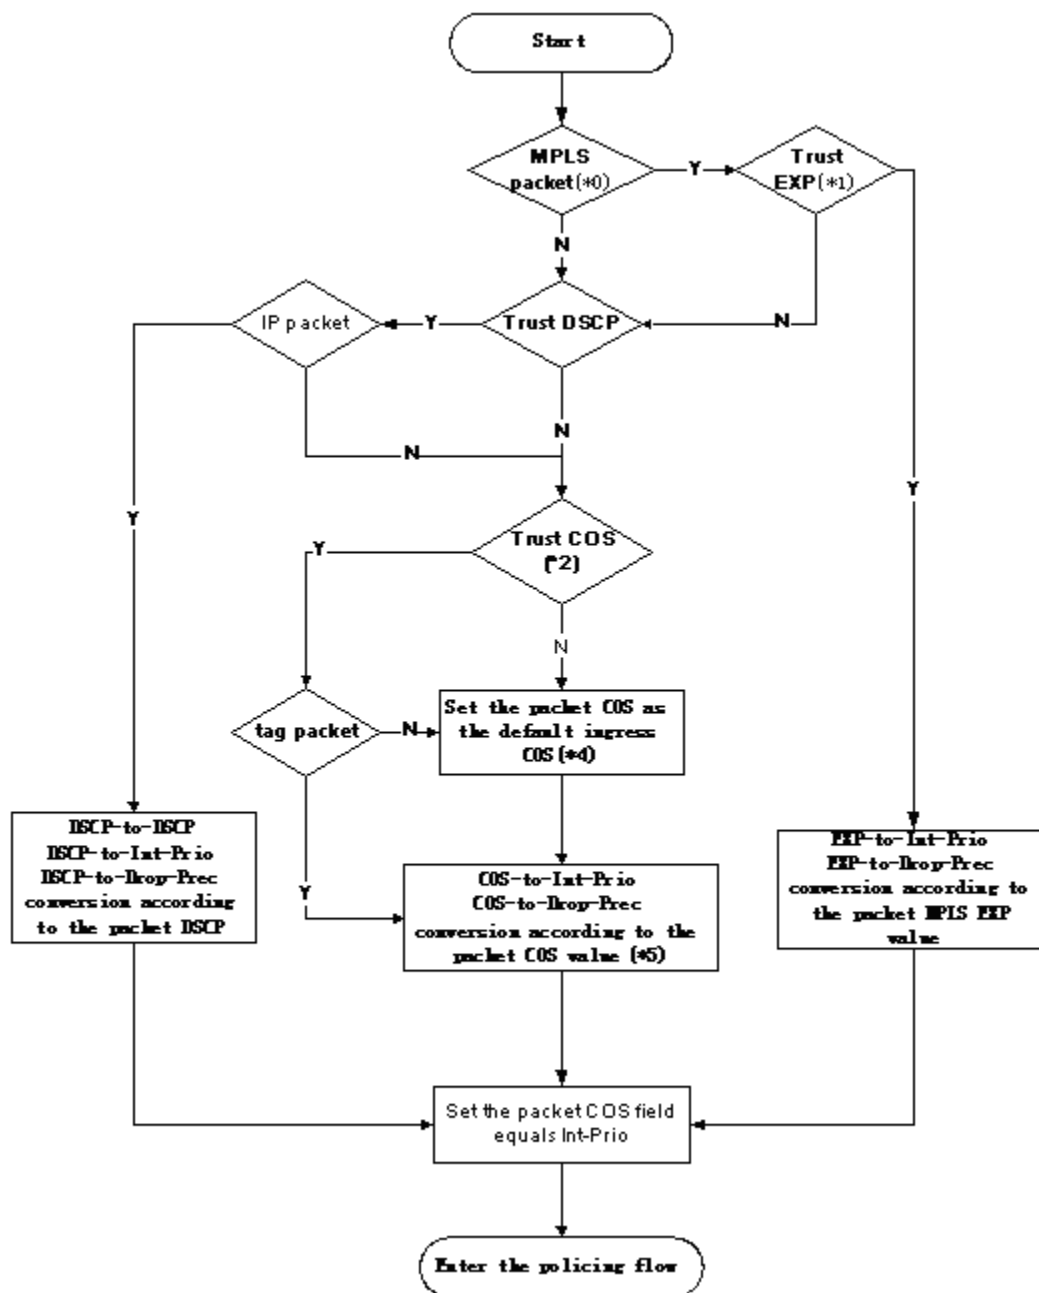 Start
MPLS
packet(*0)
Y
Trust
EXP(*1)
N
IP packet
Y
Trust DSCP
N
N
N
Y
Y
Trust COS
(*2)
Y
N
tag packet
N
Set the packet COS as
the default ingress
COS(*4)
DSCP-to-DSCP
DSCP-to-Int-Prio
DSCP-to-Drop-Prec
conversion according
to the packet DSCP
Y
COS-to-Int-Prio
COS-to-Drop-Prec
conversion according to the
packet COS value (*5)
EXP-to-Int-Prio
EXP-to-Drop-Prec
conversion according to
the packet MPLS EXP
value
Set the packet COS field
equals Int-Prio
Enter the policing flow